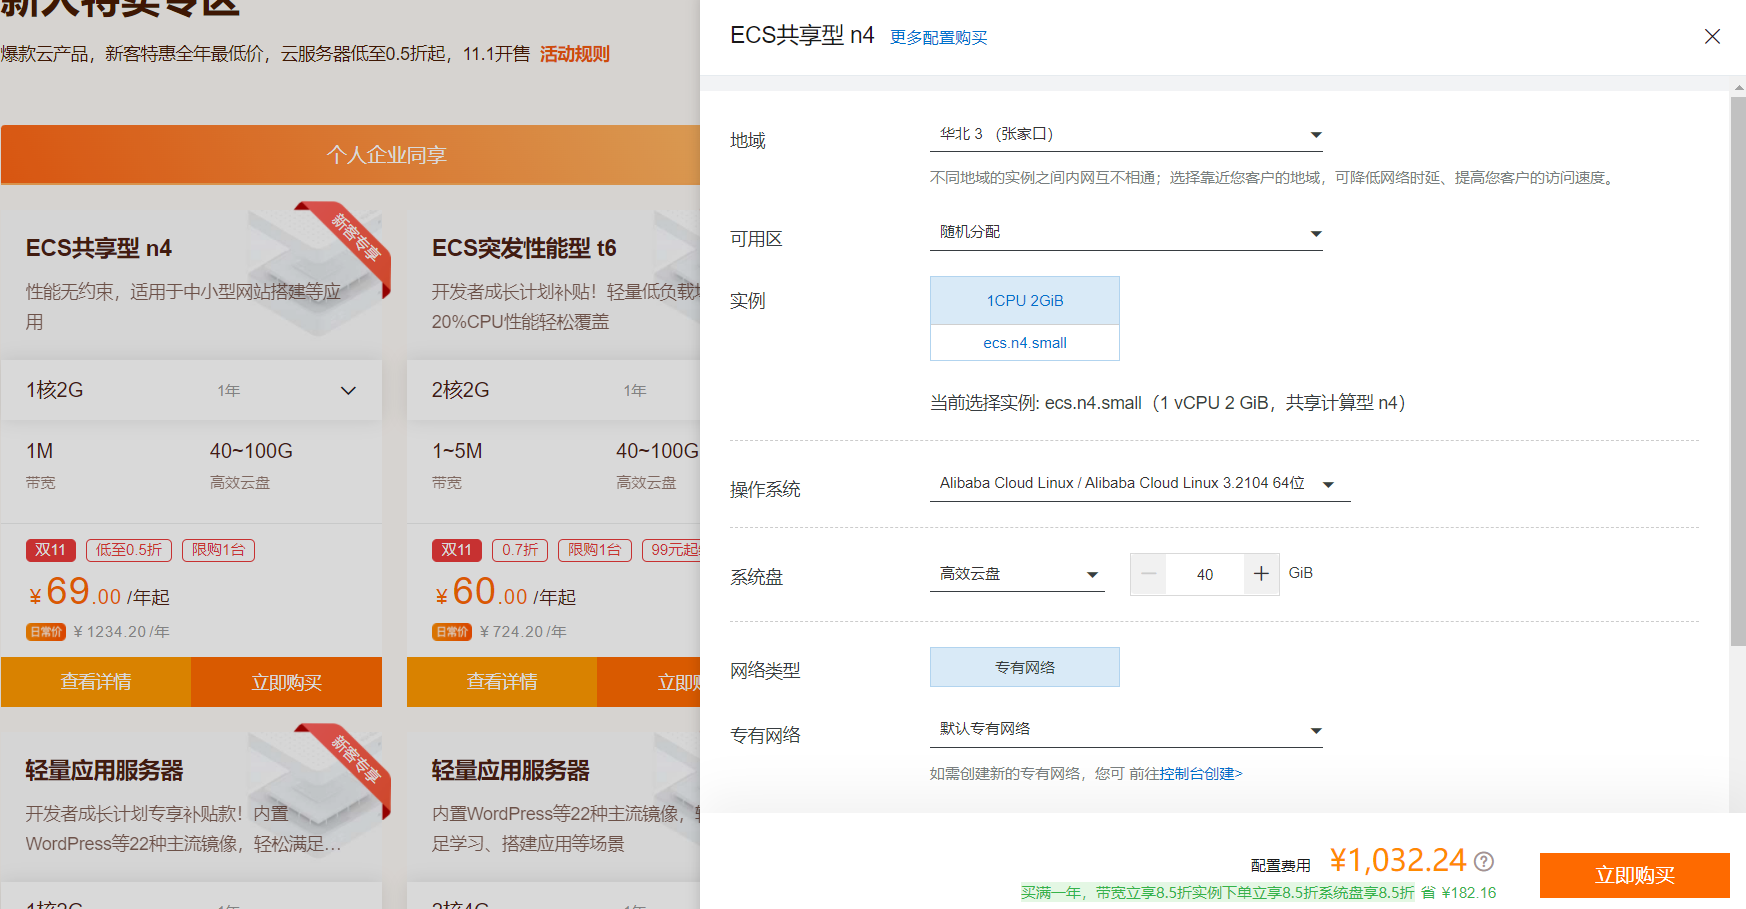 新人特卖专区
爆款云产品，新客特惠全年最低价，云服务器低至0.5折起，11.1开售 活动规则
个人企业同享
新客专享
ECS共享型 n4
性能无约束，适用于中小型网站搭建等应
用
1核2G 1年
1M 40~100G
带宽 高效云盘
双11 低至0.5折 限购1台
¥69.00 /年起
日常价 ¥1234.20/年
查看详情 立即购买
ECS突发性能型 t6
开发者成长计划补贴！轻量低负载
20%CPU性能轻松覆盖
2核2G 1年
1~5M 40~100G
带宽 高效云盘
双11 0.7折 限购1台 99元起
¥60.00 /年起
日常价 ¥724.20/年
查看详情 立即
新客专享
轻量应用服务器
开发者成长计划专享补贴款！内置
WordPress等22种主流镜像，轻松满足...
1核2G 1年
轻量应用服务器
内置WordPress等22种主流镜像，
足学习、搭建应用等场景
2核4G 1年
ECS共享型 n4 更多配置购买
地域 华北 3 （张家口）
不同地域的实例之间内网互不相通；选择靠近您客户的地域，可降低网络时延、提高您客户的访问速度。
可用区 随机分配
实例 1CPU 2GiB
ecs.n4.small
当前选择实例: ecs.n4.small（1 vCPU 2 GiB，共享计算型 n4）
操作系统 Alibaba Cloud Linux / Alibaba Cloud Linux 3.2104 64位
系统盘 高效云盘 — 40 + GiB
网络类型 专有网络
专有网络 默认专有网络
如需创建新的专有网络，您可 前往控制台创建>
配置费用 ¥1,032.24 ?
买满一年，带宽立享8.5折实例下单立享8.5折系统盘享8.5折 省 ¥182.16
立即购买